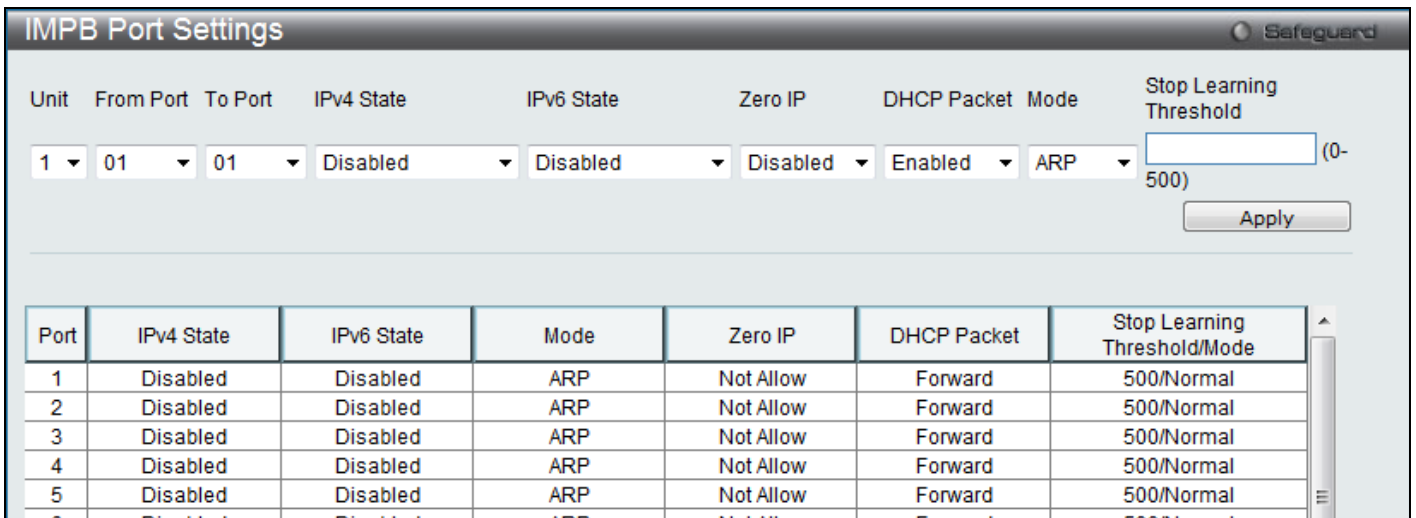 IMPB Port Settings
Safeguard
Unit From Port To Port IPv4 State IPv6 State Zero IP DHCP Packet Mode Stop Learning Threshold
1 01 01 Disabled Disabled Disabled Enabled ARP (0-500)
Apply
Port IPv4 State IPv6 State Mode Zero IP DHCP Packet Stop Learning Threshold/Mode
1 Disabled Disabled ARP Not Allow Forward 500/Normal
2 Disabled Disabled ARP Not Allow Forward 500/Normal
3 Disabled Disabled ARP Not Allow Forward 500/Normal
4 Disabled Disabled ARP Not Allow Forward 500/Normal
5 Disabled Disabled ARP Not Allow Forward 500/Normal